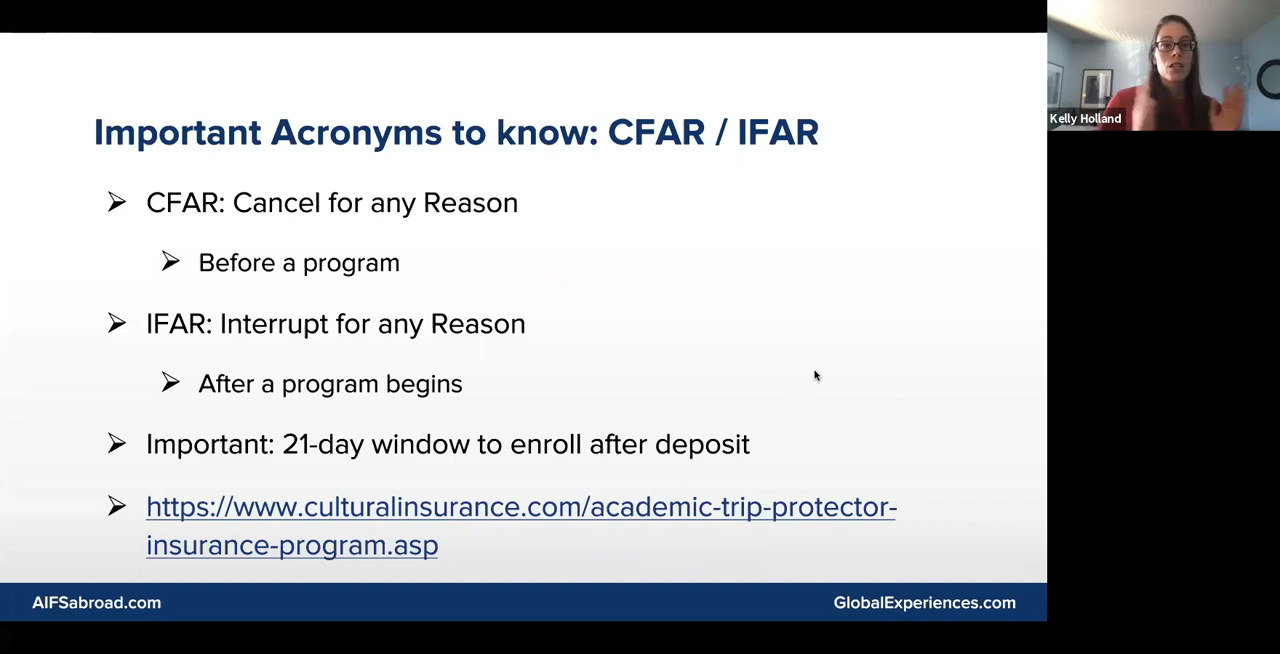 Important Acronyms to know: CFAR / IFAR
➢ CFAR: Cancel for any Reason
➢ Before a program
➢ IFAR: Interrupt for any Reason
➢ After a program begins
➢ Important: 21-day window to enroll after deposit
➢ https://www.culturalinsurance.com/academic-trip-protector-
insurance-program.asp
AIFSabroad.com
GlobalExperiences.com
Kelly Holland